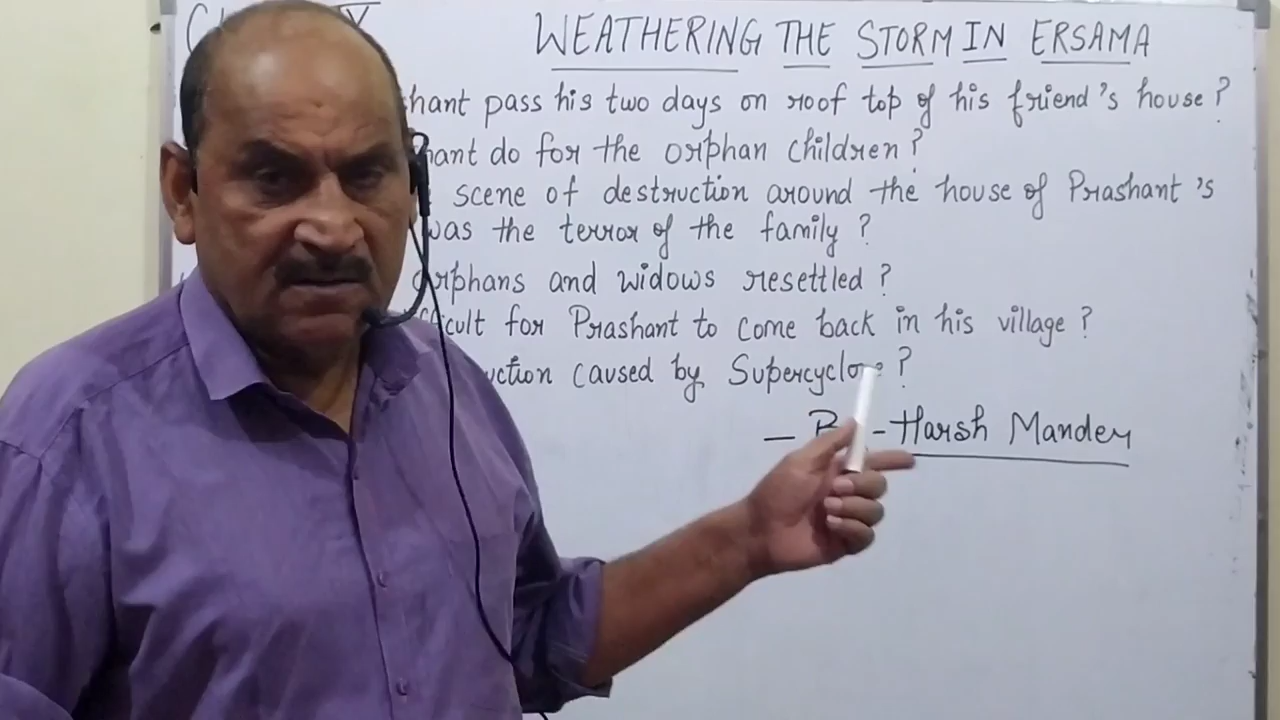 WEATHERING THE STORM IN ERSAMA
hant pass his two days on roof top of his friend's house ?
hant do for the orphan children ?
scene of destruction around the house of Prashant's
was the terror of the family ?
orphans and widows resettled ?
fficult for Prashant to come back in his village ?
uction caused by Supercyclone ?
— By - Harsh Mander